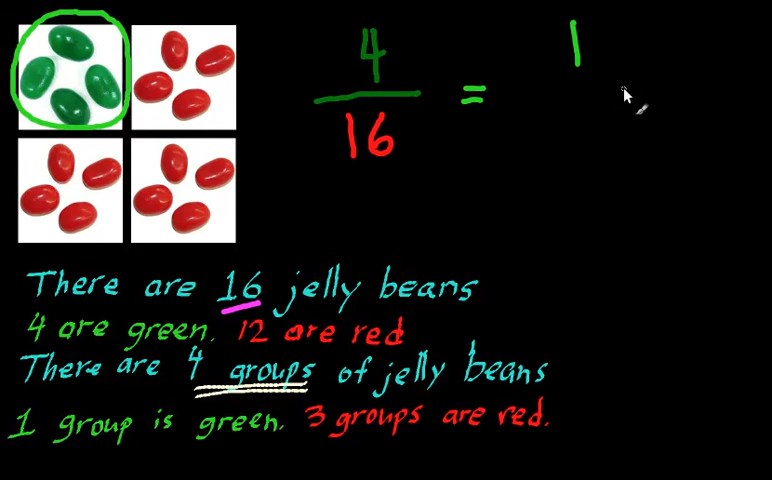 4
16
=
1
There are 16 jelly beans
4 are green. 12 are red
There are 4 groups of jelly beans
1 group is green. 3 groups are red.